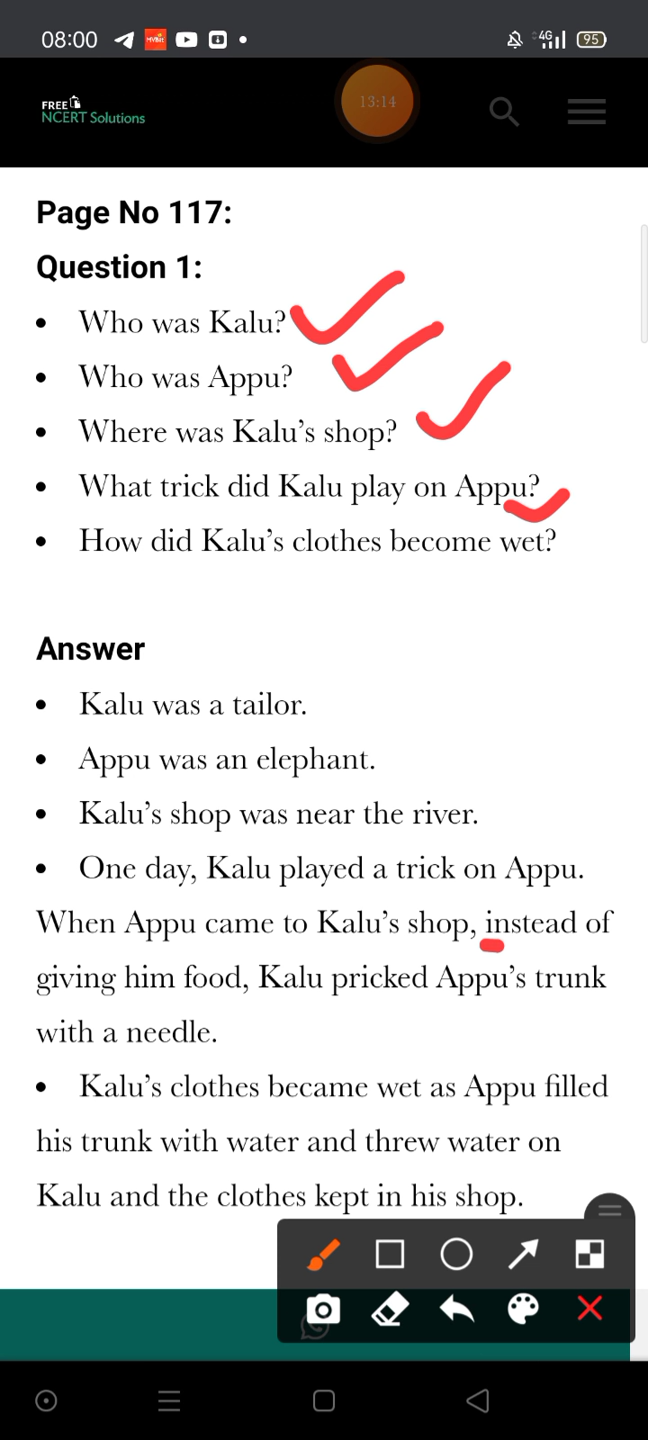 08:00
4G
95
FREE
NCERT Solutions
13:14
Page No 117:
Question 1:
• Who was Kalu?
• Who was Appu?
• Where was Kalu’s shop?
• What trick did Kalu play on Appu?
• How did Kalu’s clothes become wet?
Answer
• Kalu was a tailor.
• Appu was an elephant.
• Kalu’s shop was near the river.
• One day, Kalu played a trick on Appu.
When Appu came to Kalu’s shop, instead of
giving him food, Kalu pricked Appu’s trunk
with a needle.
• Kalu’s clothes became wet as Appu filled
his trunk with water and threw water on
Kalu and the clothes kept in his shop.